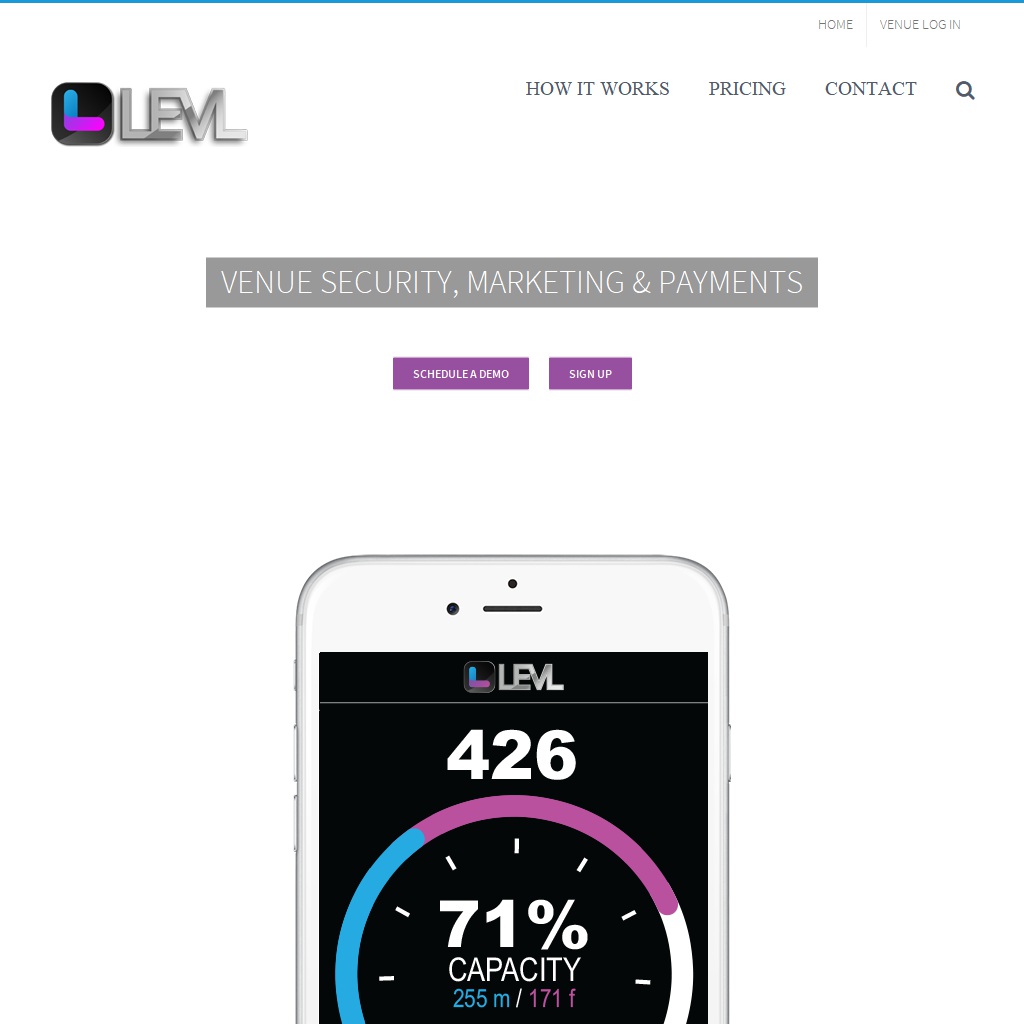 HOME
VENUE LOG IN
LEVL
HOW IT WORKS
PRICING
CONTACT
VENUE SECURITY, MARKETING & PAYMENTS
SCHEDULE A DEMO
SIGN UP
LEVL
426
71%
CAPACITY
255 m / 171 f